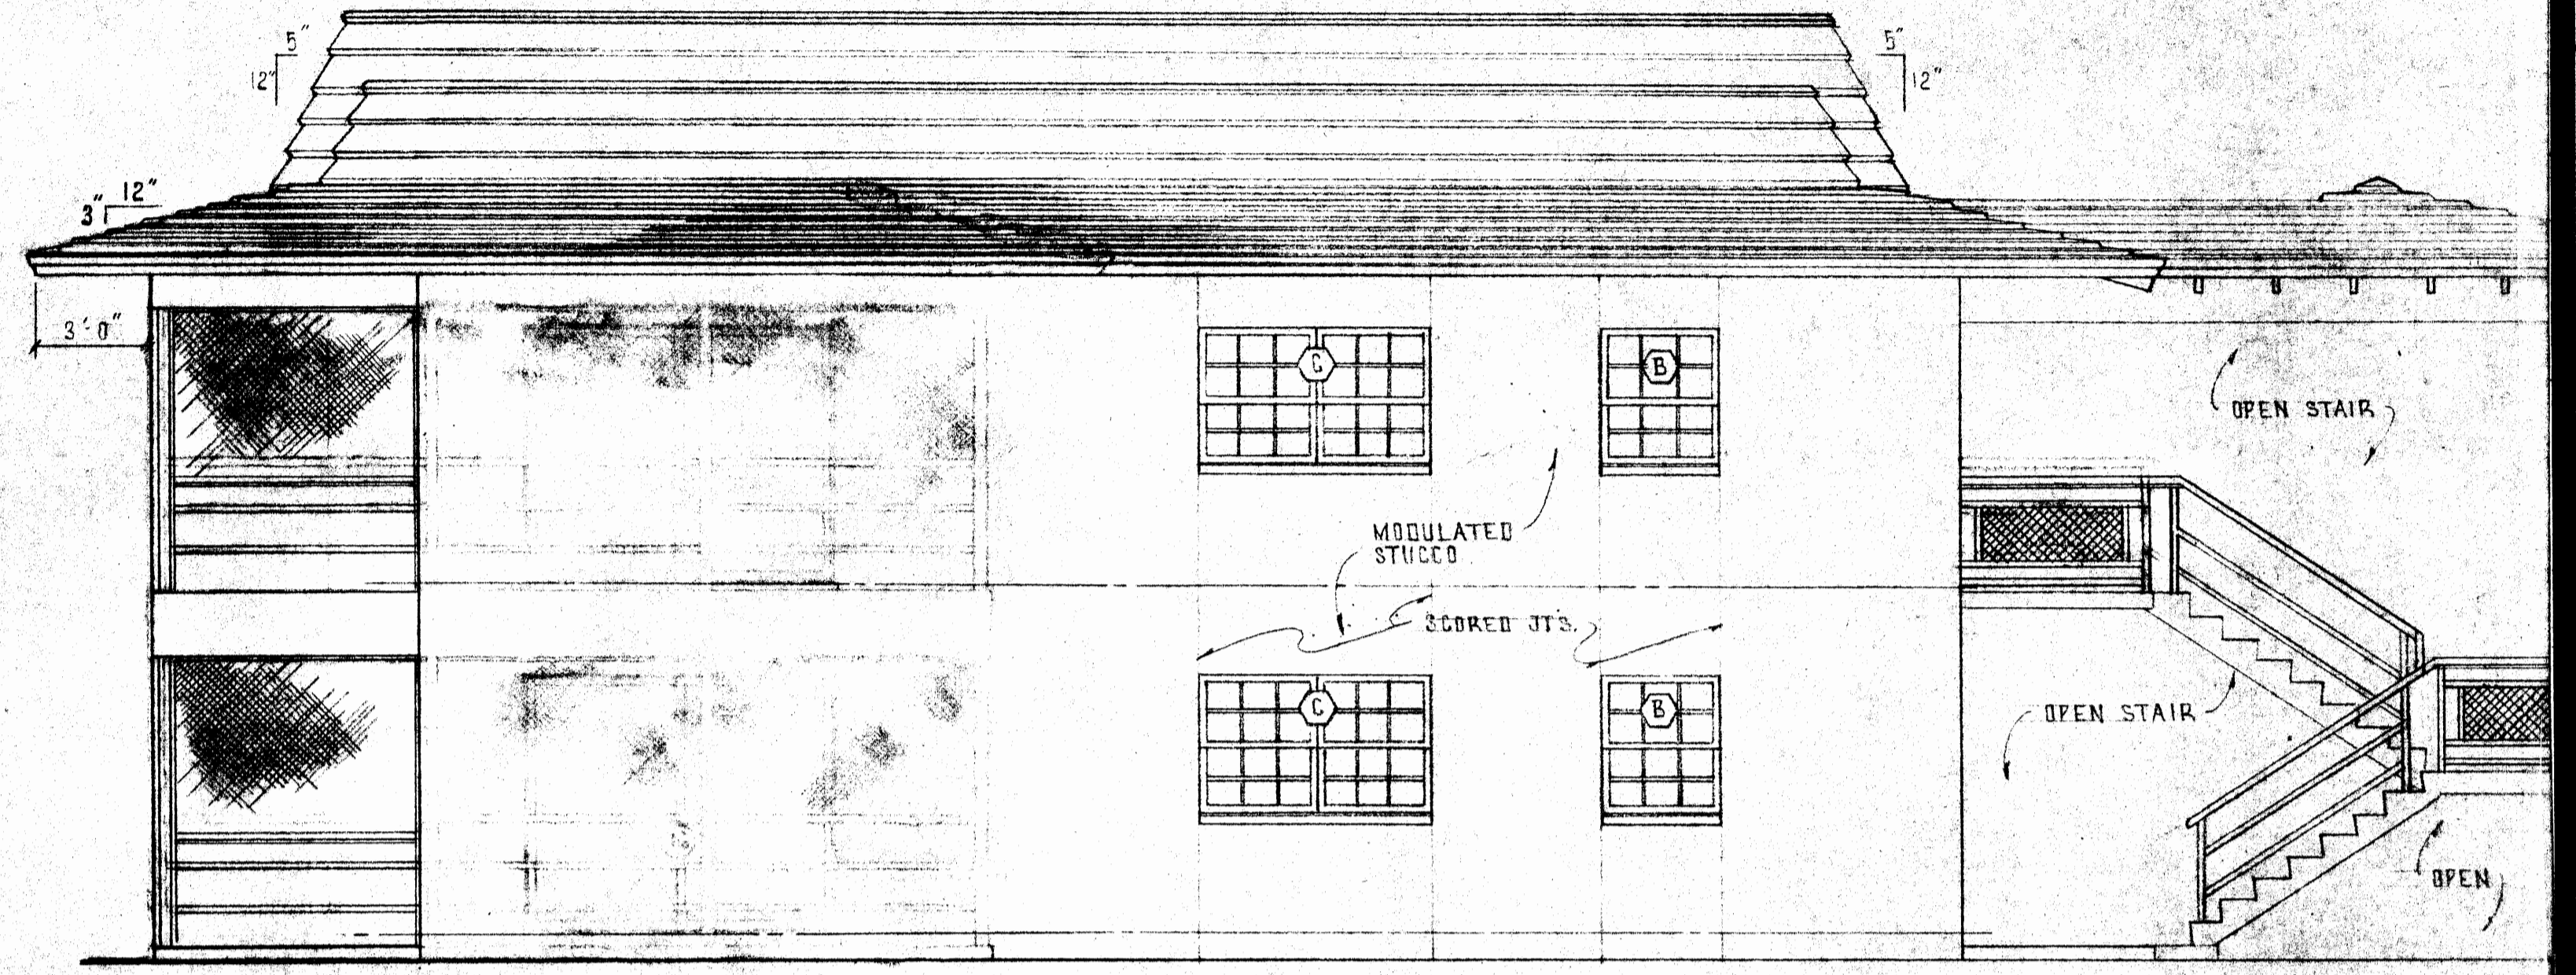 5"
12"
5"
12"
12"
3"
3'-0"
C
B
OPEN STAIR
MODULATED
STUCCO
SCORED JTS.
C
B
OPEN STAIR
OPEN